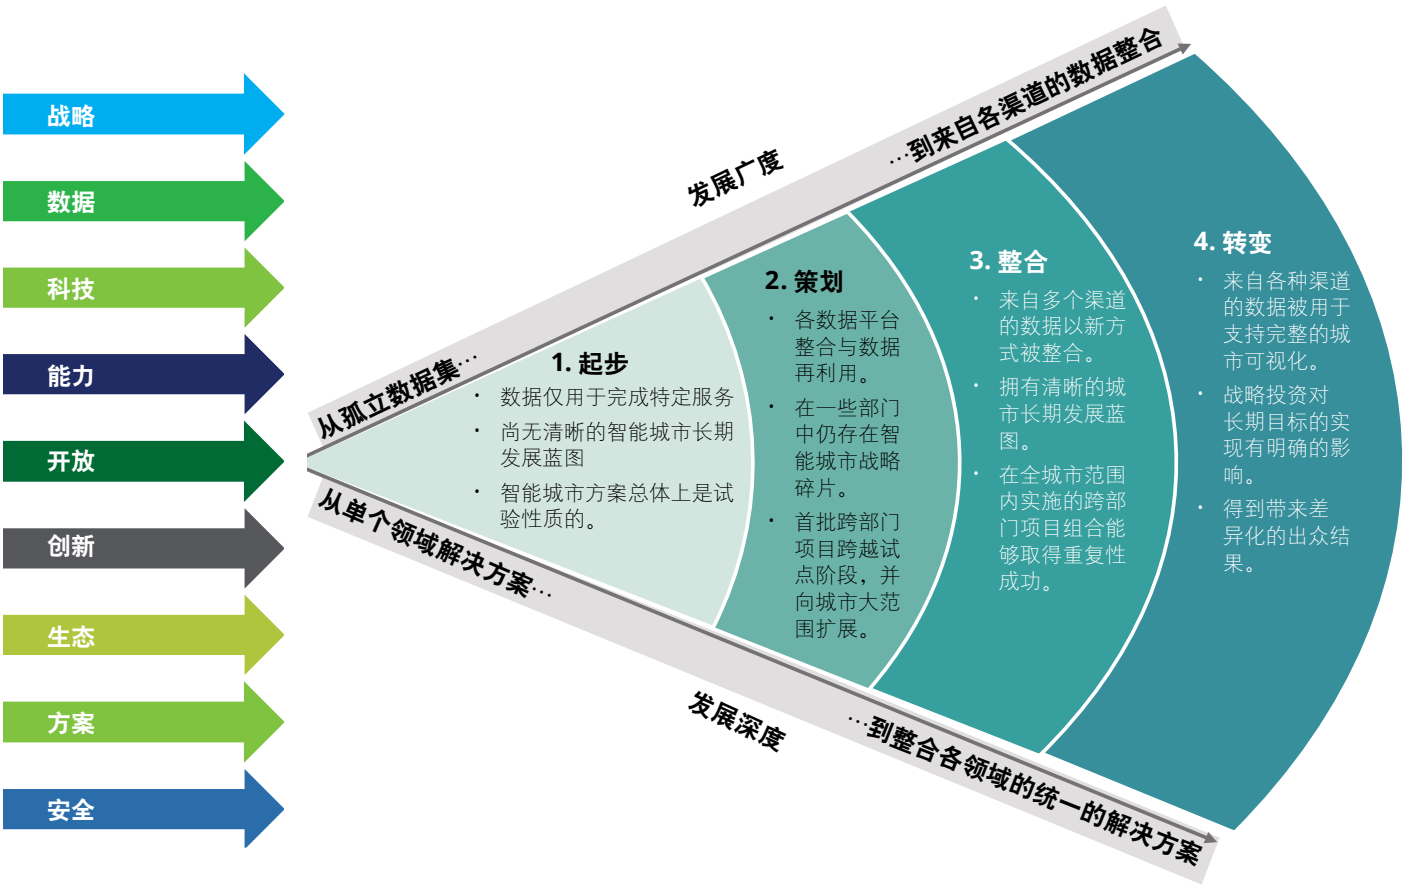 战略
数据
科技
能力
开放
创新
生态
方案
安全
发展广度
从孤立数据集…
…到来自各渠道的数据整合
1. 起步
• 数据仅用于完成特定服务
• 尚无清晰的智能城市长期
发展蓝图
• 智能城市方案总体上是试
验性质的。
2. 策划
• 各数据平台
整合与数据
再利用。
• 在一些部门
中仍存在智
能城市战略
碎片。
• 首批跨部门
项目跨越试
点阶段，并
向城市大范
围扩展。
3. 整合
• 来自多个渠道
的数据以新方
式被整合。
• 拥有清晰的城
市长期发展蓝
图。
• 在全城市范围
内实施的跨部
门项目组合能
够取得重复性
成功。
4. 转变
• 来自各种渠道
的数据被用于
支持完整的城
市可视化。
• 战略投资对
长期目标的实
现有明确的影
响。
• 得到带来差
异化的出众结
果。
从单个领域解决方案…
发展深度
…到整合各领域的统一的解决方案